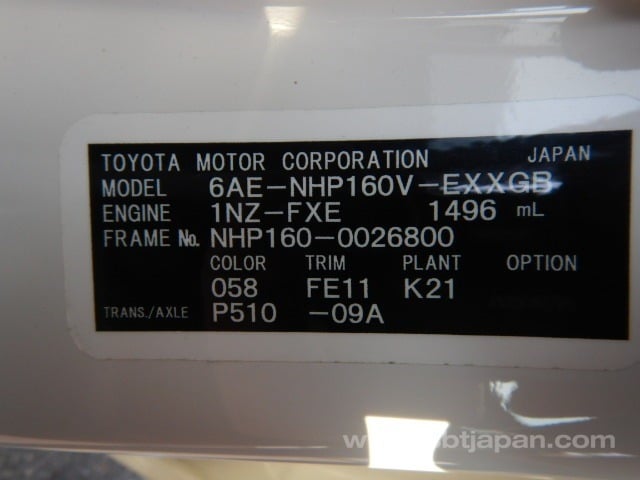 TOYOTA MOTOR CORPORATION JAPAN
MODEL 6AE-NHP160V-EXXGB
ENGINE 1NZ-FXE 1496 mL
FRAME No. NHP160-0026800
COLOR TRIM PLANT OPTION
058 FE11 K21
TRANS./AXLE P510 -09A